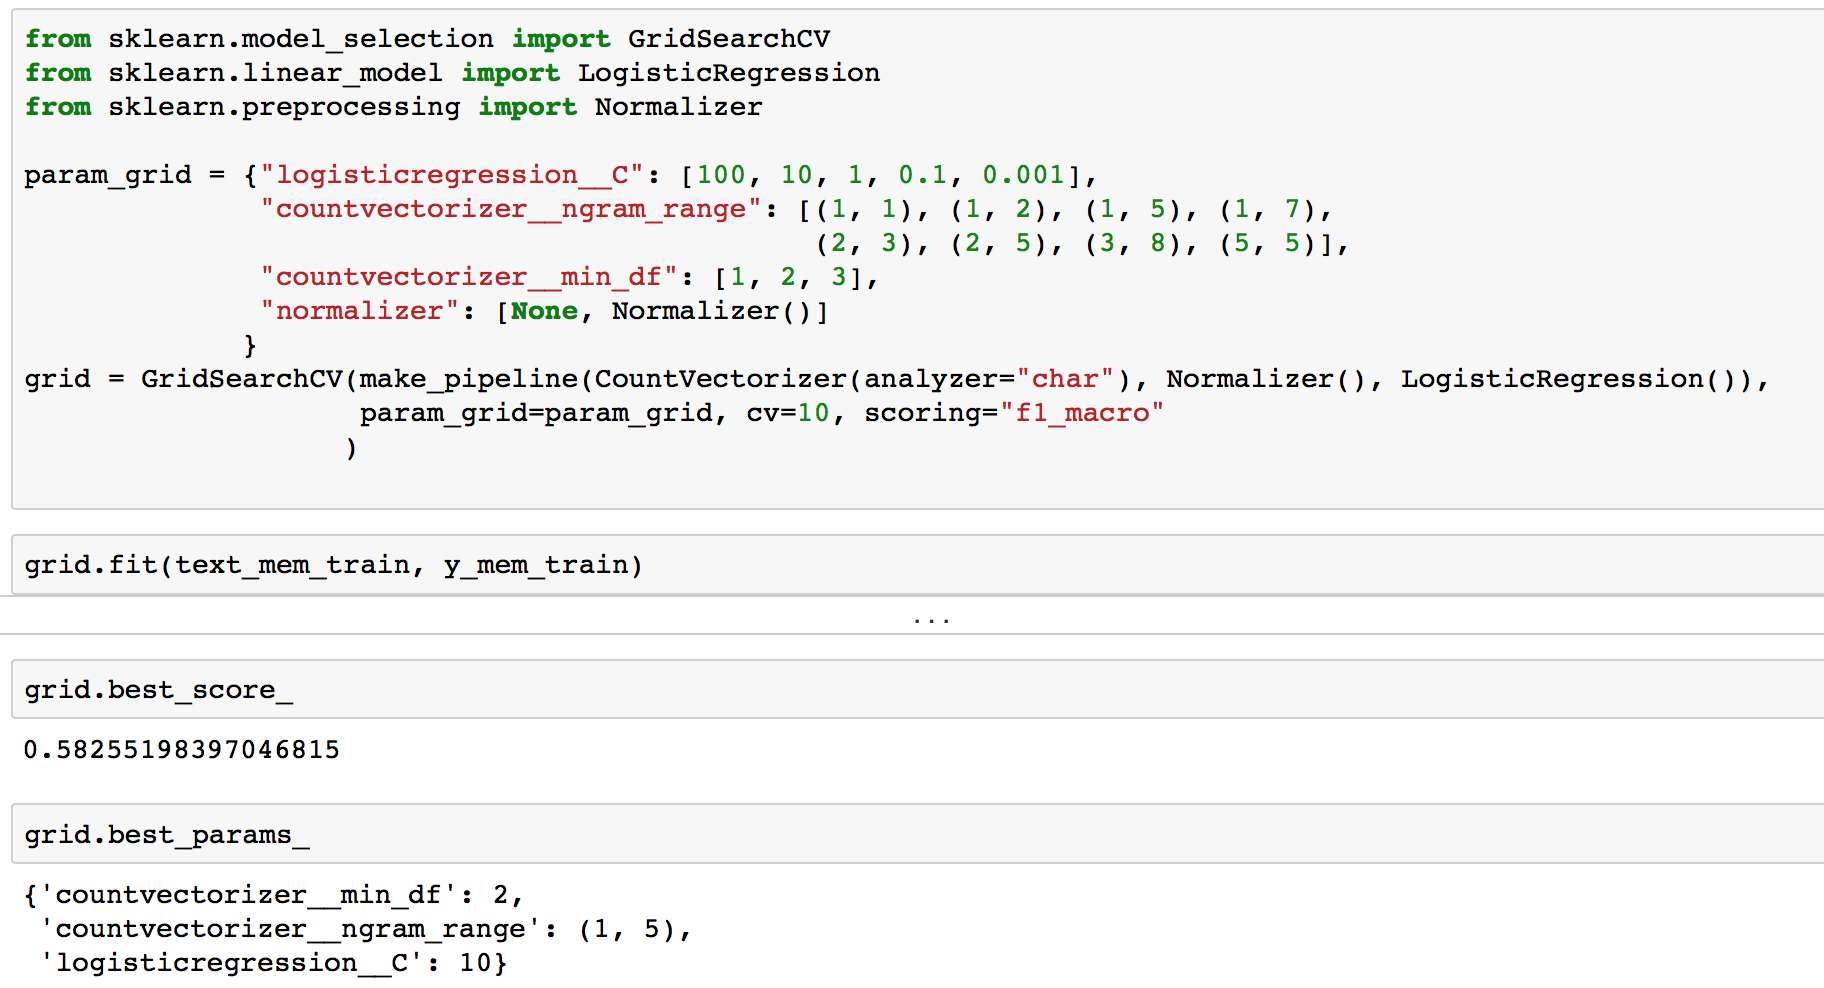 from sklearn.model_selection import GridSearchCV
from sklearn.linear_model import LogisticRegression
from sklearn.preprocessing import Normalizer
param_grid = {"logisticregression__C": [100, 10, 1, 0.1, 0.001],
"countvectorizer__ngram_range": [(1, 1), (1, 2), (1, 5), (1, 7),
(2, 3), (2, 5), (3, 8), (5, 5)],
"countvectorizer__min_df": [1, 2, 3],
"normalizer": [None, Normalizer()]
}
grid = GridSearchCV(make_pipeline(CountVectorizer(analyzer="char"), Normalizer(), LogisticRegression()),
param_grid=param_grid, cv=10, scoring="f1_macro"
)
grid.fit(text_mem_train, y_mem_train)
...
grid.best_score_
0.58255198397046815
grid.best_params_
{'countvectorizer__min_df': 2,
'countvectorizer__ngram_range': (1, 5),
'logisticregression__C': 10}